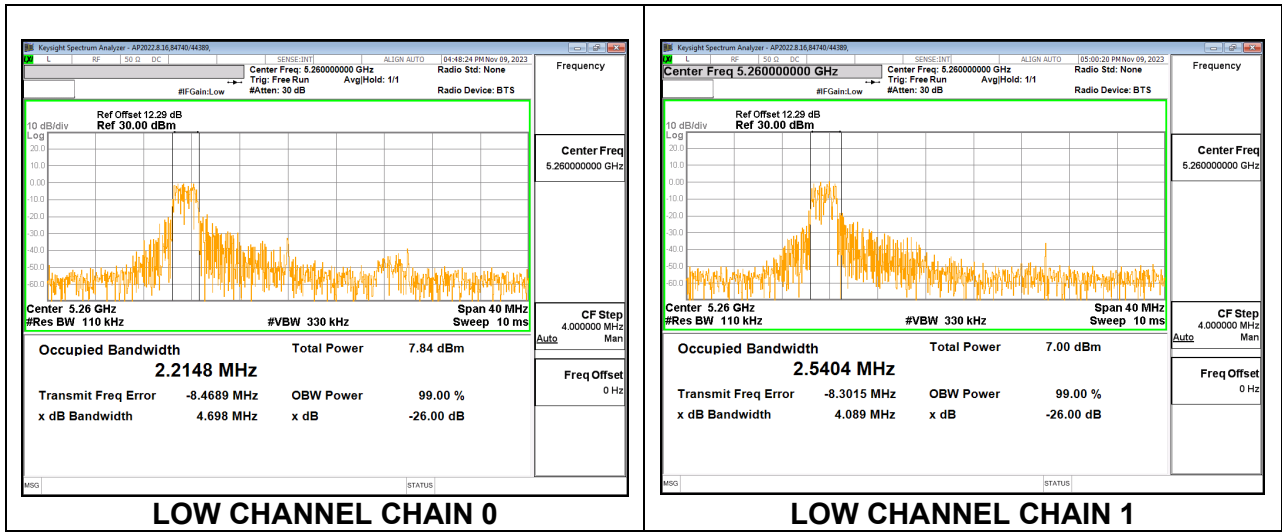 Keysight Spectrum Analyzer - AP2022.8.16,84740/44389,
L RF 50 Ω DC SENSE:INT ALIGN AUTO 04:48:24 PM Nov 09, 2023
Center Freq: 5.260000000 GHz Radio Std: None
Trig: Free Run Avg|Hold: 1/1
#IFGain:Low #Atten: 30 dB Radio Device: BTS
Frequency
Ref Offset 12.29 dB
10 dB/div Ref 30.00 dBm
Log
20.0
10.0
0.00
-10.0
-20.0
-30.0
-40.0
-50.0
-60.0
Center 5.26 GHz Span 40 MHz
#Res BW 110 kHz #VBW 330 kHz Sweep 10 ms
Center Freq
5.260000000 GHz
CF Step
4.000000 MHz
Auto Man
Freq Offset
0 Hz
Occupied Bandwidth Total Power 7.84 dBm
2.2148 MHz
Transmit Freq Error -8.4689 MHz OBW Power 99.00 %
x dB Bandwidth 4.698 MHz x dB -26.00 dB
MSG STATUS
LOW CHANNEL CHAIN 0
Keysight Spectrum Analyzer - AP2022.8.16,84740/44389,
L RF 50 Ω DC SENSE:INT ALIGN AUTO 05:00:20 PM Nov 09, 2023
Center Freq 5.260000000 GHz Center Freq: 5.260000000 GHz Radio Std: None
Trig: Free Run Avg|Hold: 1/1
#IFGain:Low #Atten: 30 dB Radio Device: BTS
Frequency
Ref Offset 12.29 dB
10 dB/div Ref 30.00 dBm
Log
20.0
10.0
0.00
-10.0
-20.0
-30.0
-40.0
-50.0
-60.0
Center 5.26 GHz Span 40 MHz
#Res BW 110 kHz #VBW 330 kHz Sweep 10 ms
Center Freq
5.260000000 GHz
CF Step
4.000000 MHz
Auto Man
Freq Offset
0 Hz
Occupied Bandwidth Total Power 7.00 dBm
2.5404 MHz
Transmit Freq Error -8.3015 MHz OBW Power 99.00 %
x dB Bandwidth 4.089 MHz x dB -26.00 dB
MSG STATUS
LOW CHANNEL CHAIN 1